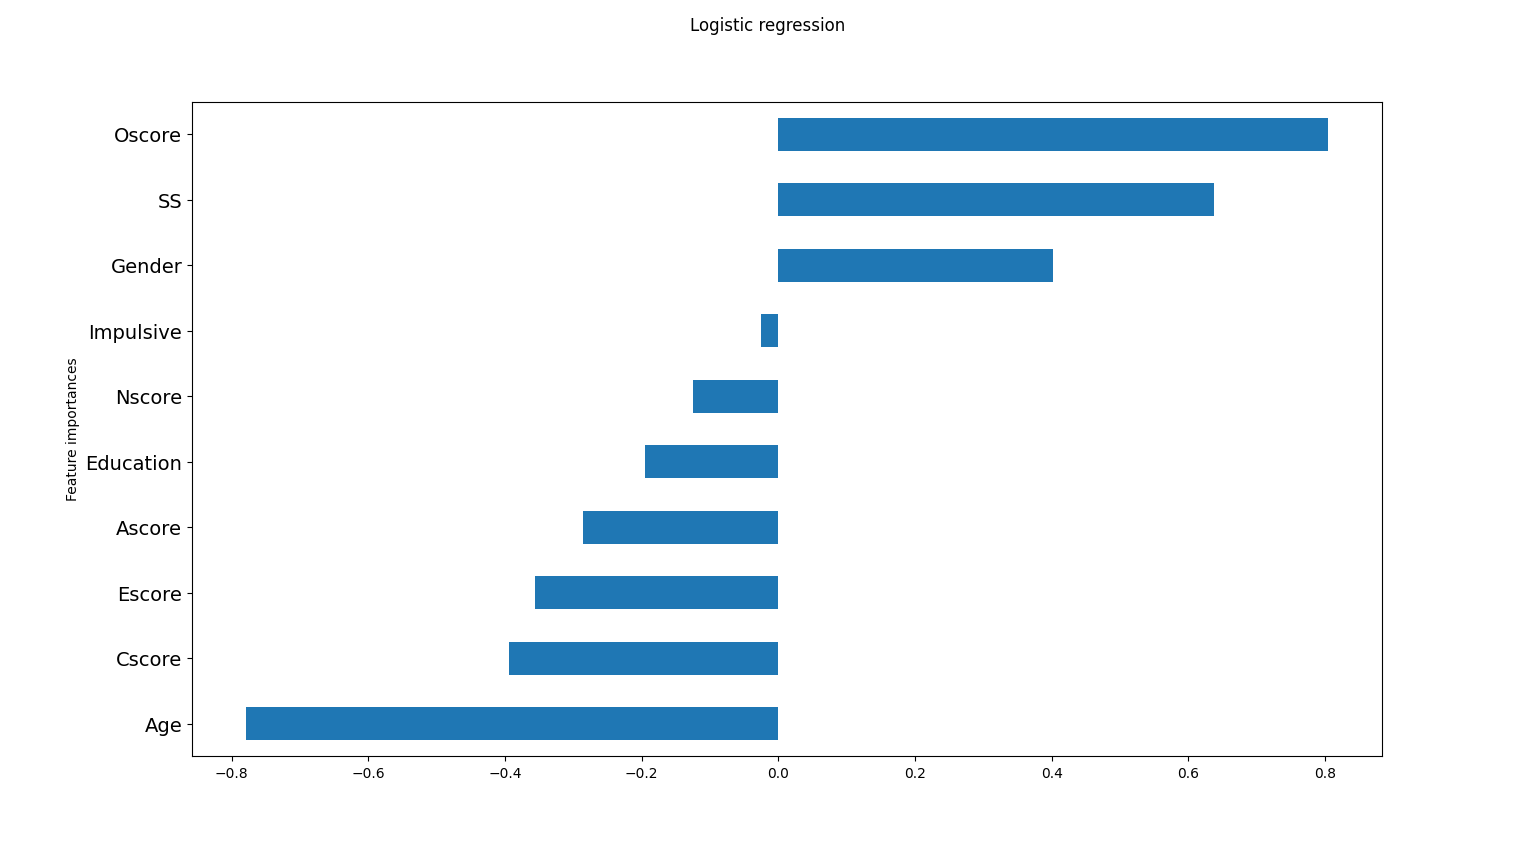 Logistic regression
Feature importances
Oscore
SS
Gender
Impulsive
Nscore
Education
Ascore
Escore
Cscore
Age
−0.8 −0.6 −0.4 −0.2 0.0 0.2 0.4 0.6 0.8